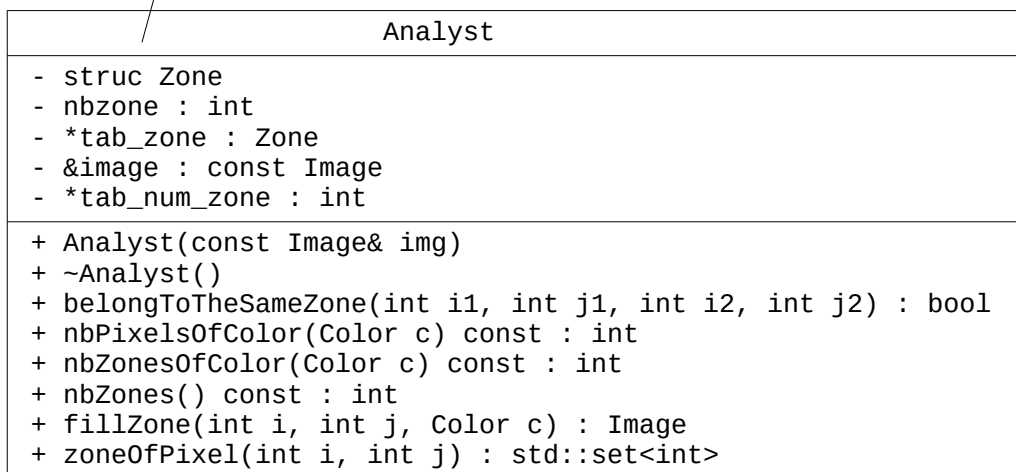 Analyst
- struc Zone
- nbzone : int
- *tab_zone : Zone
- &image : const Image
- *tab_num_zone : int
+ Analyst(const Image& img)
+ ~Analyst()
+ belongToTheSameZone(int i1, int j1, int i2, int j2) : bool
+ nbPixelsOfColor(Color c) const : int
+ nbZonesOfColor(Color c) const : int
+ nbZones() const : int
+ fillZone(int i, int j, Color c) : Image
+ zoneOfPixel(int i, int j) : std::set<int>